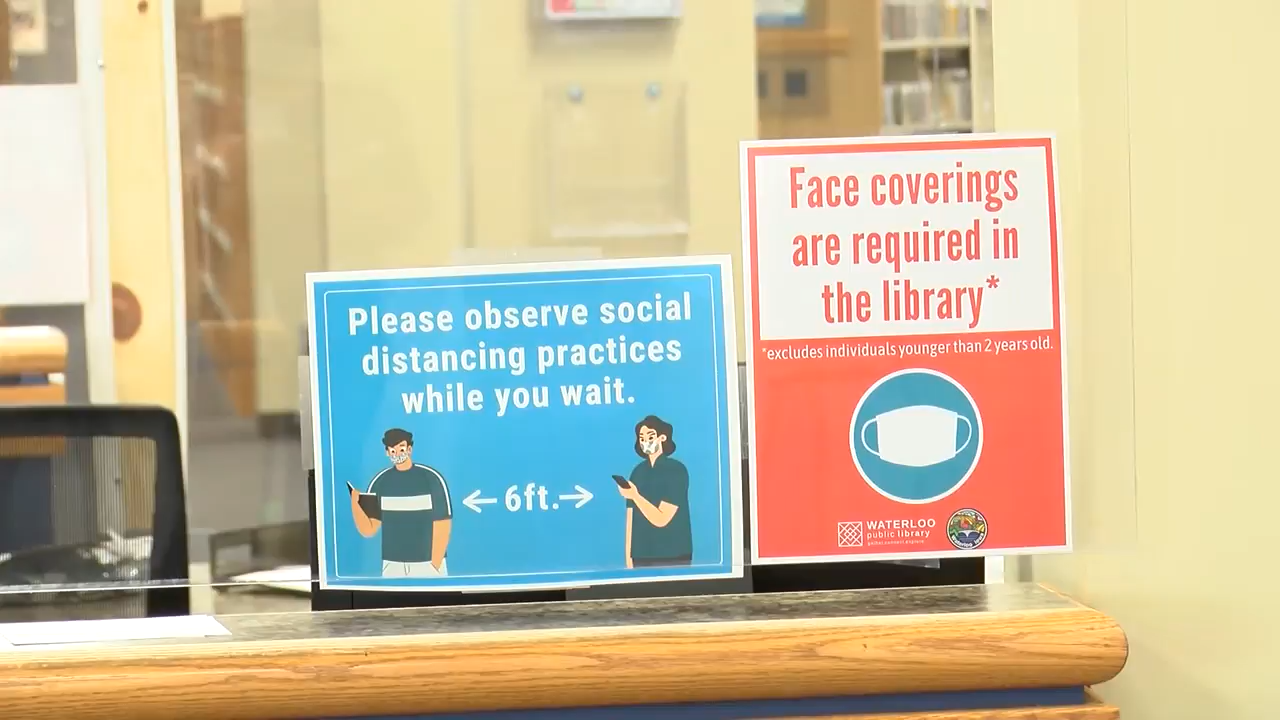 Please observe social
distancing practices
while you wait.
←6ft.→
Face coverings
are required in
the library*
*excludes individuals younger than 2 years old.
WATERLOO
public library